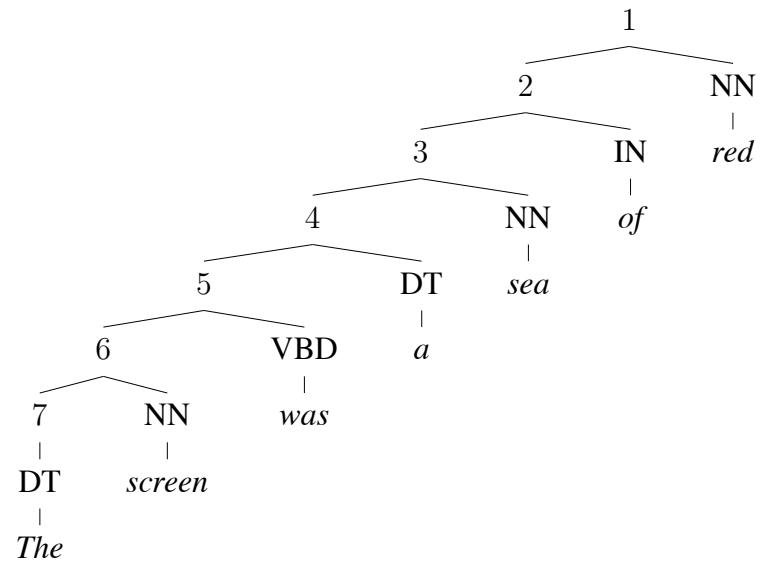 1
2 NN
3 IN red
4 NN of
5 DT sea
6 VBD a
7 NN was
DT screen
The